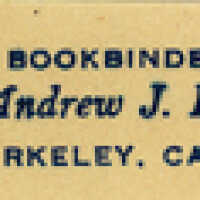 BOOKBINDE
Andrew J.
RKELEY, CA